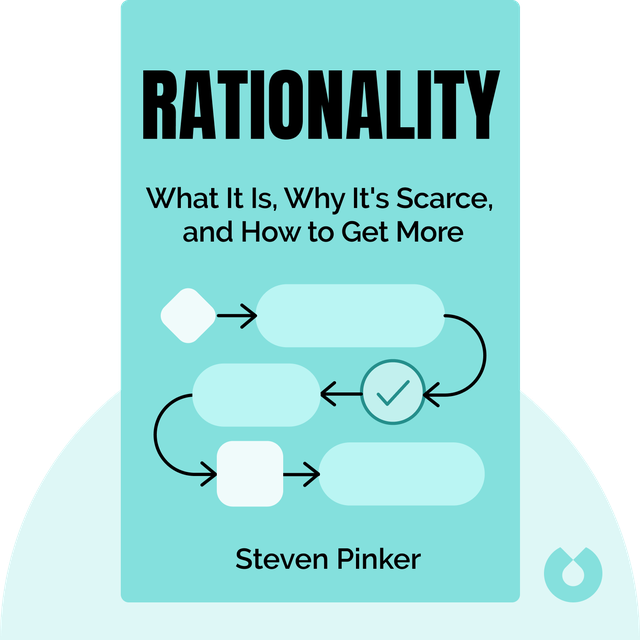 RATIONALITY
What It Is, Why It's Scarce,
and How to Get More
Steven Pinker